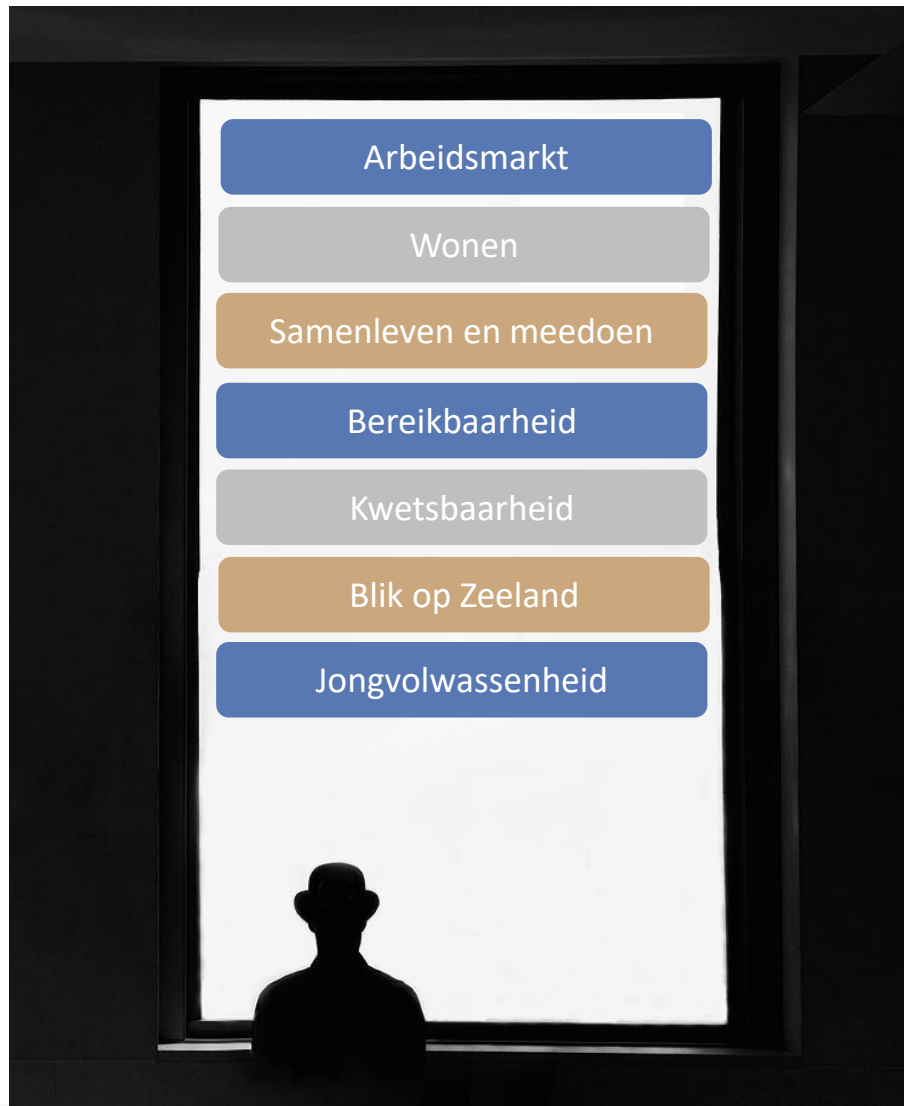 Arbeidsmarkt
Wonen
Samenleven en meedoen
Bereikbaarheid
Kwetsbaarheid
Blik op Zeeland
Jongvolwassenheid